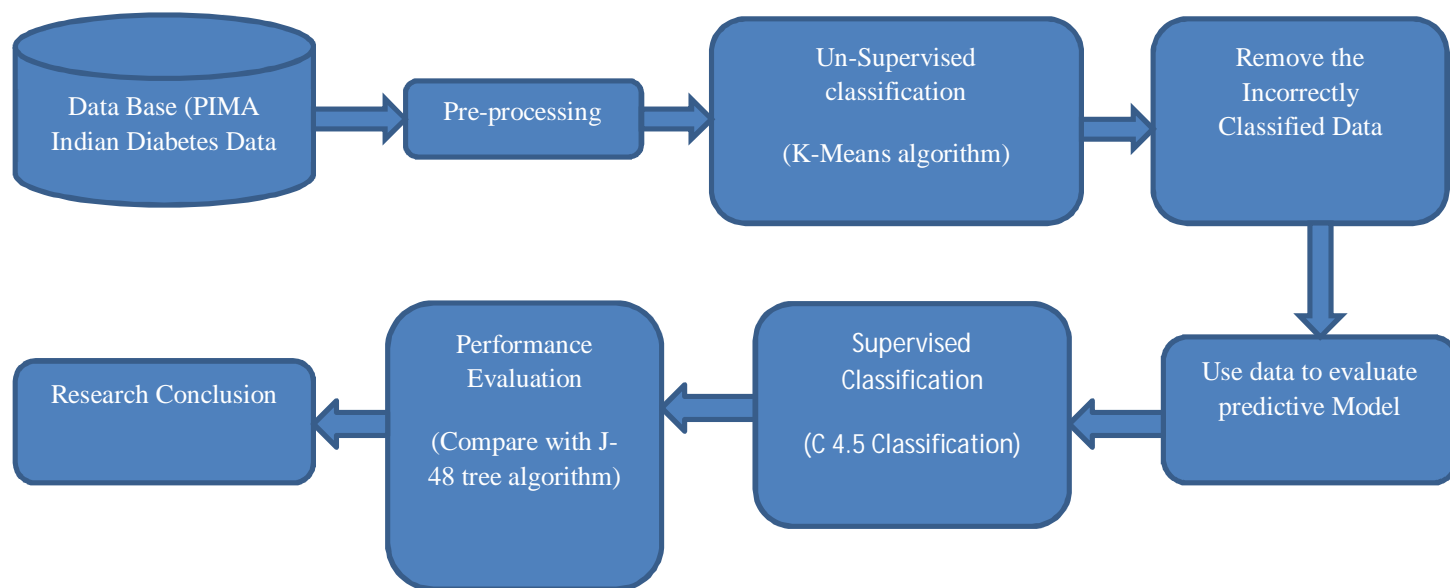 Data Base (PIMA
Indian Diabetes Data
Pre-processing
Un-Supervised
classification
(K-Means algorithm)
Remove the
Incorrectly
Classified Data
Use data to evaluate
predictive Model
Supervised
Classification
(C 4.5 Classification)
Performance
Evaluation
(Compare with J-
48 tree algorithm)
Research Conclusion